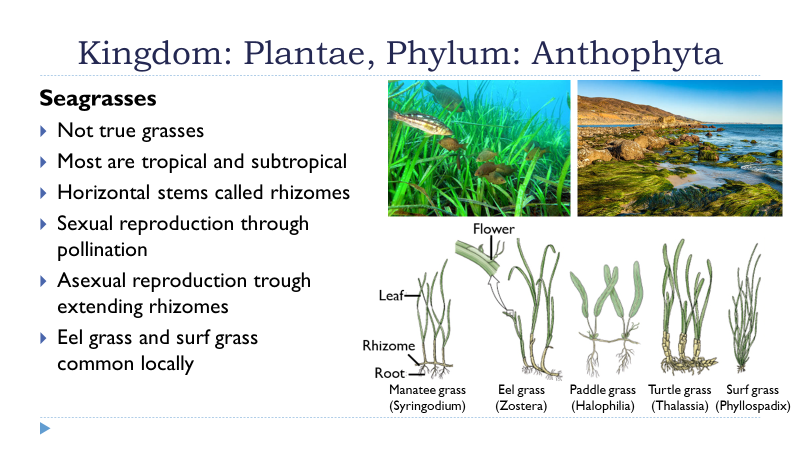 Kingdom: Plantae, Phylum: Anthophyta
Seagrasses
Not true grasses
Most are tropical and subtropical
Horizontal stems called rhizomes
Sexual reproduction through
pollination
Asexual reproduction trough
extending rhizomes
Eel grass and surf grass
common locally
Flower
Leaf
Rhizome
Root
Manatee grass
(Syringodium)
Eel grass
(Zostera)
Paddle grass
(Halophilia)
Turtle grass
(Thalassia)
Surf grass
(Phyllospadix)